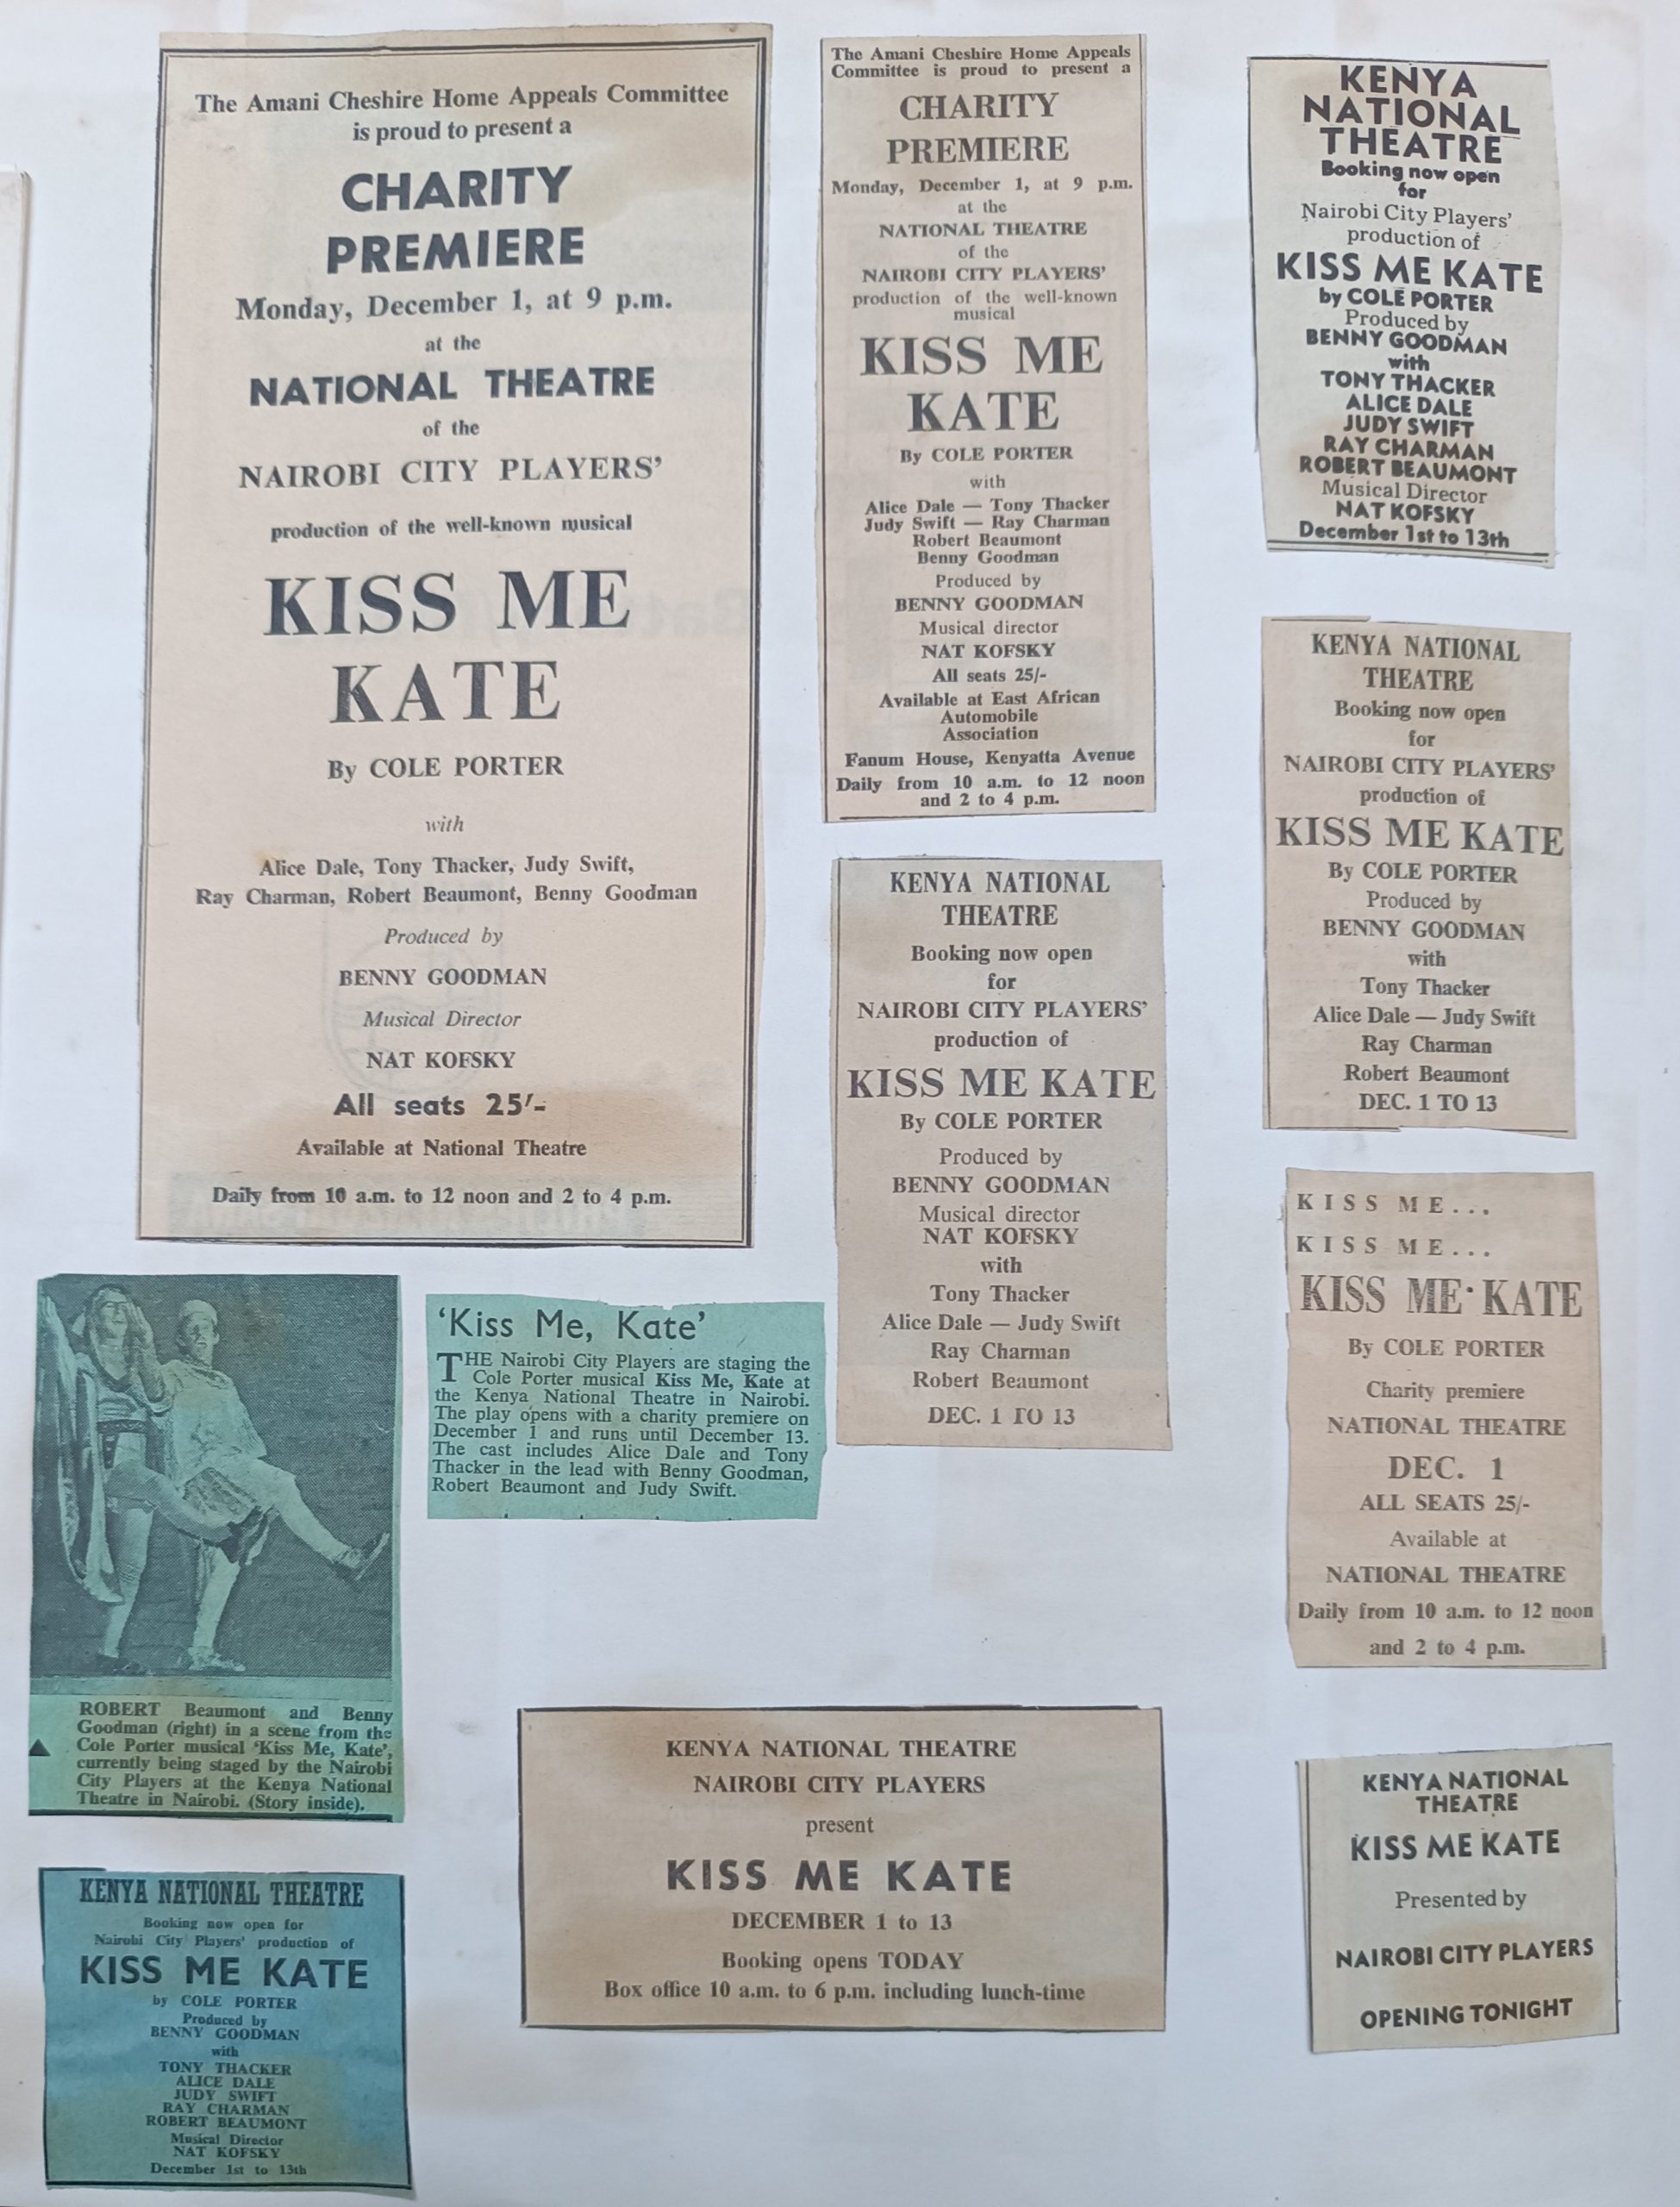 The Amani Cheshire Home Appeals Committee
is proud to present a
CHARITY
PREMIERE
Monday, December 1, at 9 p.m.
at the
NATIONAL THEATRE
of the
NAIROBI CITY PLAYERS'
production of the well-known musical
KISS ME
KATE
By COLE PORTER
with
Alice Dale, Tony Thacker, Judy Swift,
Ray Charman, Robert Beaumont, Benny Goodman
Produced by
BENNY GOODMAN
Musical Director
NAT KOFSKY
All seats 25/-
Available at National Theatre
Daily from 10 a.m. to 12 noon and 2 to 4 p.m.
The Amani Cheshire Home Appeals
Committee is proud to present a
CHARITY
PREMIERE
Monday, December 1, at 9 p.m.
at the
NATIONAL THEATRE
of the
NAIROBI CITY PLAYERS'
production of the well-known
musical
KISS ME
KATE
By COLE PORTER
with
Alice Dale — Tony Thacker
Judy Swift — Ray Charman
Robert Beaumont
Benny Goodman
Produced by
BENNY GOODMAN
Musical director
NAT KOFSKY
All seats 25/-
Available at East African
Automobile
Association
Fanum House, Kenyatta Avenue
Daily from 10 a.m. to 12 noon
and 2 to 4 p.m.
KENYA
NATIONAL
THEATRE
Booking now open
for
Nairobi City Players'
production of
KISS ME KATE
by COLE PORTER
Produced by
BENNY GOODMAN
with
TONY THACKER
ALICE DALE
JUDY SWIFT
RAY CHARMAN
ROBERT BEAUMONT
Musical Director
NAT KOFSKY
December 1st to 13th
KENYA NATIONAL
THEATRE
Booking now open
for
NAIROBI CITY PLAYERS'
production of
KISS ME KATE
By COLE PORTER
Produced by
BENNY GOODMAN
with
Tony Thacker
Alice Dale — Judy Swift
Ray Charman
Robert Beaumont
DEC. 1 TO 13
KENYA NATIONAL
THEATRE
Booking now open
for
NAIROBI CITY PLAYERS'
production of
KISS ME KATE
By COLE PORTER
Produced by
BENNY GOODMAN
Musical director
NAT KOFSKY
with
Tony Thacker
Alice Dale — Judy Swift
Ray Charman
Robert Beaumont
DEC. 1 TO 13
KISS ME...
KISS ME...
KISS ME KATE
By COLE PORTER
Charity premiere
NATIONAL THEATRE
DEC. 1
ALL SEATS 25/-
Available at
NATIONAL THEATRE
Daily from 10 a.m. to 12 noon
and 2 to 4 p.m.
ROBERT Beaumont and Benny
Goodman (right) in a scene from the
Cole Porter musical 'Kiss Me, Kate',
currently being staged by the Nairobi
City Players at the Kenya National
Theatre in Nairobi. (Story inside).
'Kiss Me, Kate'
THE Nairobi City Players are staging the
Cole Porter musical Kiss Me, Kate at
the Kenya National Theatre in Nairobi.
The play opens with a charity premiere on
December 1 and runs until December 13.
The cast includes Alice Dale and Tony
Thacker in the lead with Benny Goodman,
Robert Beaumont and Judy Swift.
KENYA NATIONAL THEATRE
Booking now open for
Nairobi City Players' production of
KISS ME KATE
by COLE PORTER
Produced by
BENNY GOODMAN
with
TONY THACKER
ALICE DALE
JUDY SWIFT
RAY CHARMAN
ROBERT BEAUMONT
Musical Director
NAT KOFSKY
December 1st to 13th
KENYA NATIONAL THEATRE
NAIROBI CITY PLAYERS
present
KISS ME KATE
DECEMBER 1 to 13
Booking opens TODAY
Box office 10 a.m. to 6 p.m. including lunch-time
KENYA NATIONAL
THEATRE
KISS ME KATE
Presented by
NAIROBI CITY PLAYERS
OPENING TONIGHT